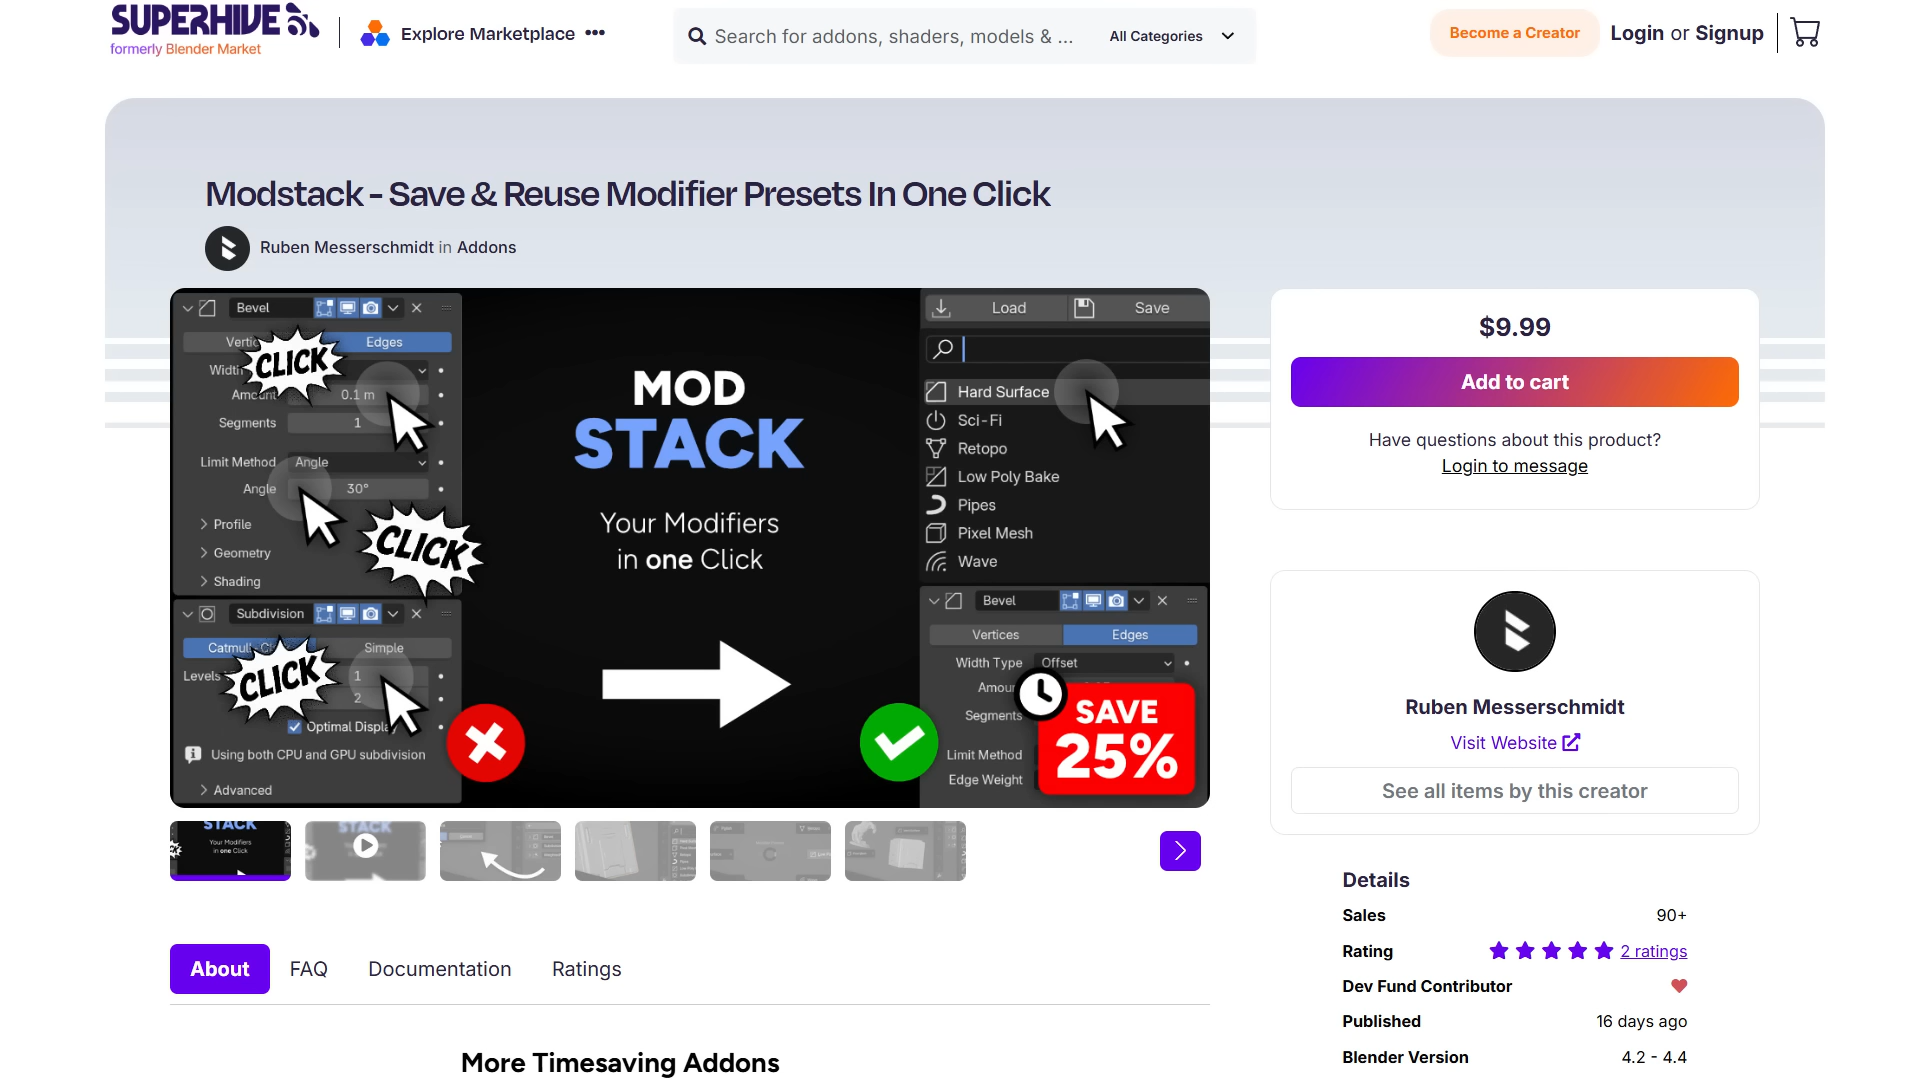 SUPERHIVE
formerly Blender Market
Explore Marketplace •••
Search for addons, shaders, models & ...
All Categories
Become a Creator
Login or Signup
Modstack - Save & Reuse Modifier Presets In One Click
Ruben Messerschmidt in Addons
Bevel
Edges
CLICK
Width
Amount 0.1 m
Segments 1
Limit Method Angle
Angle 30°
Profile
CLICK
Geometry
Shading
Subdivision
Simple
CLICK
Levels 1
2
Optimal Display
Using both CPU and GPU subdivision
Advanced
MOD
STACK
Your Modifiers
in one Click
Load Save
Hard Surface
Sci-Fi
Retopo
Low Poly Bake
Pipes
Pixel Mesh
Wave
Bevel
Vertices Edges
Width Type Offset
Segments
Limit Method
Edge Weight
SAVE
25%
$9.99
Add to cart
Have questions about this product?
Login to message
Ruben Messerschmidt
Visit Website
See all items by this creator
STACK
Your Modifiers
in one Click
STACK
About FAQ Documentation Ratings
More Timesaving Addons
Details
Sales 90+
Rating 2 ratings
Dev Fund Contributor
Published 16 days ago
Blender Version 4.2 - 4.4